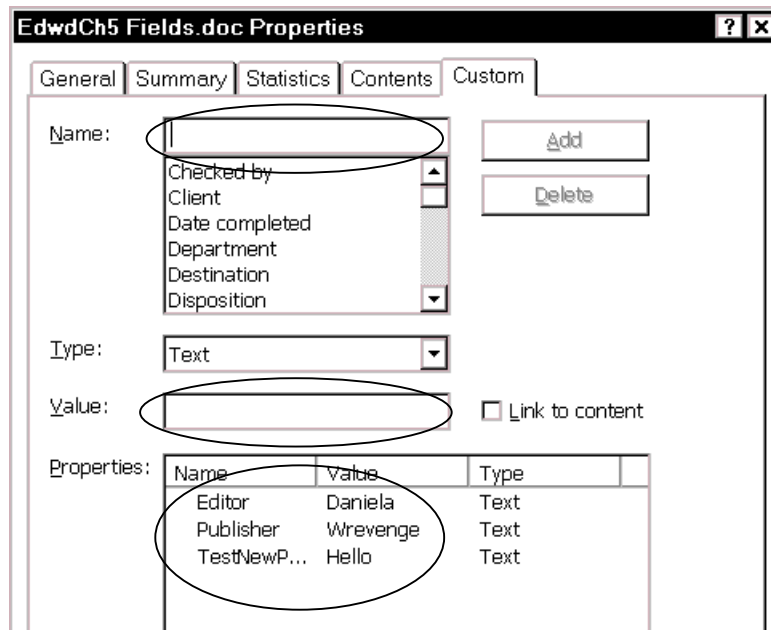 EdwdCh5 Fields.doc Properties ? X
General Summary Statistics Contents Custom
Name: Add
Checked by
Client Delete
Date completed
Department
Destination
Disposition
Type: Text
Value: Link to content
Properties: Name Value Type
Editor Daniela Text
Publisher Wrevenge Text
TestNewP... Hello Text